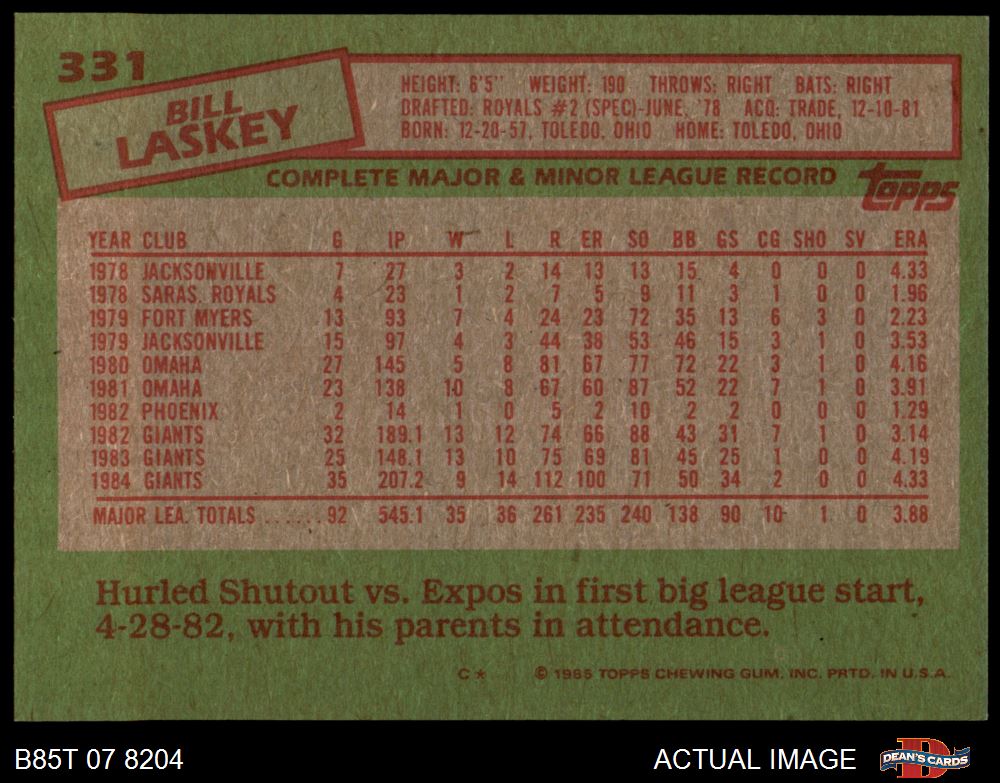 331
BILL
LASKEY
HEIGHT: 6'5" WEIGHT: 190 THROWS: RIGHT BATS: RIGHT
DRAFTED: ROYALS #2 (SPEC)-JUNE, '78 ACQ: TRADE, 12-10-81
BORN: 12-20-57, TOLEDO, OHIO HOME: TOLEDO, OHIO
COMPLETE MAJOR & MINOR LEAGUE RECORD
topps
YEAR CLUB G IP W L R ER SO BB GS CG SHO SV ERA
1978 JACKSONVILLE 7 27 3 2 14 13 13 15 4 0 0 0 4.33
1978 SARAS. ROYALS 4 23 1 2 7 5 9 11 3 1 0 0 1.96
1979 FORT MYERS 13 93 7 4 24 23 72 35 13 6 3 0 2.23
1979 JACKSONVILLE 15 97 4 3 44 38 53 46 15 3 1 0 3.53
1980 OMAHA 27 145 5 8 81 67 77 72 22 3 1 0 4.16
1981 OMAHA 23 138 10 8 67 60 87 52 22 7 1 0 3.91
1982 PHOENIX 2 14 1 0 5 2 10 2 2 0 0 0 1.29
1982 GIANTS 32 189.1 13 12 74 66 88 43 31 7 1 0 3.14
1983 GIANTS 25 148.1 13 10 75 69 81 45 25 1 0 0 4.19
1984 GIANTS 35 207.2 9 14 112 100 71 50 34 2 0 0 4.33
MAJOR LEA. TOTALS ...... 92 545.1 35 36 261 235 240 138 90 10 1 0 3.88
Hurled Shutout vs. Expos in first big league start,
4-28-82, with his parents in attendance.
C* © 1985 TOPPS CHEWING GUM, INC. PRTD. IN U.S.A.
B85T 07 8204 ACTUAL IMAGE DEAN'S CARDS